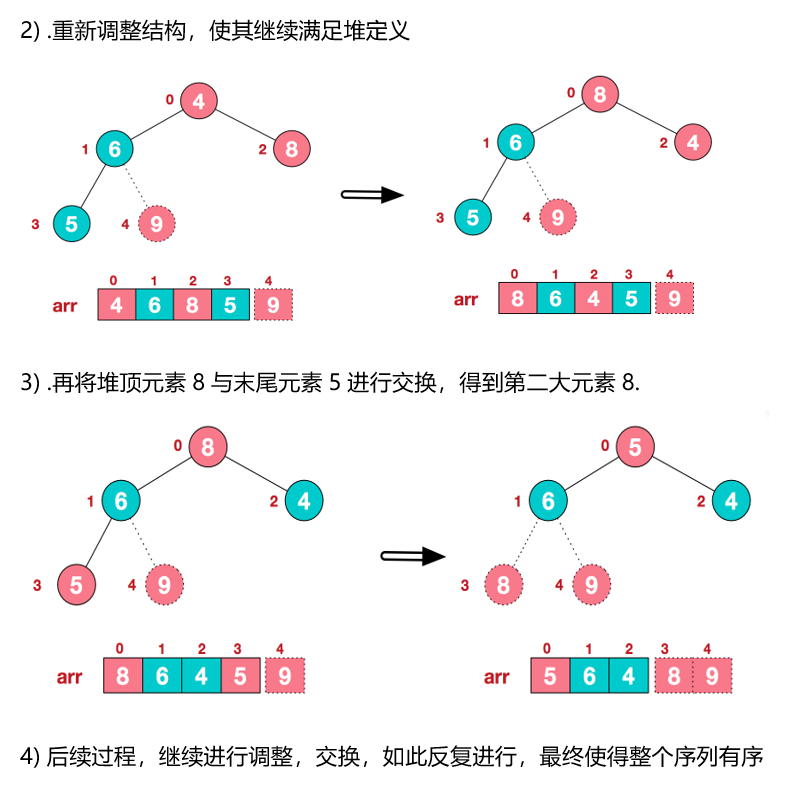 2) .重新调整结构，使其继续满足堆定义
0 4 0 8
1 6 2 8 1 6 2 4
3 5 4 9 3 5 4 9
0 1 2 3 4 0 1 2 3 4
arr 4 6 8 5 9 arr 8 6 4 5 9
3) .再将堆顶元素 8 与末尾元素 5 进行交换，得到第二大元素 8.
0 8 0 5
1 6 2 4 1 6 2 4
3 5 4 9 3 8 4 9
0 1 2 3 4 0 1 2 3 4
arr 8 6 4 5 9 arr 5 6 4 8 9
4) 后续过程，继续进行调整，交换，如此反复进行，最终使得整个序列有序